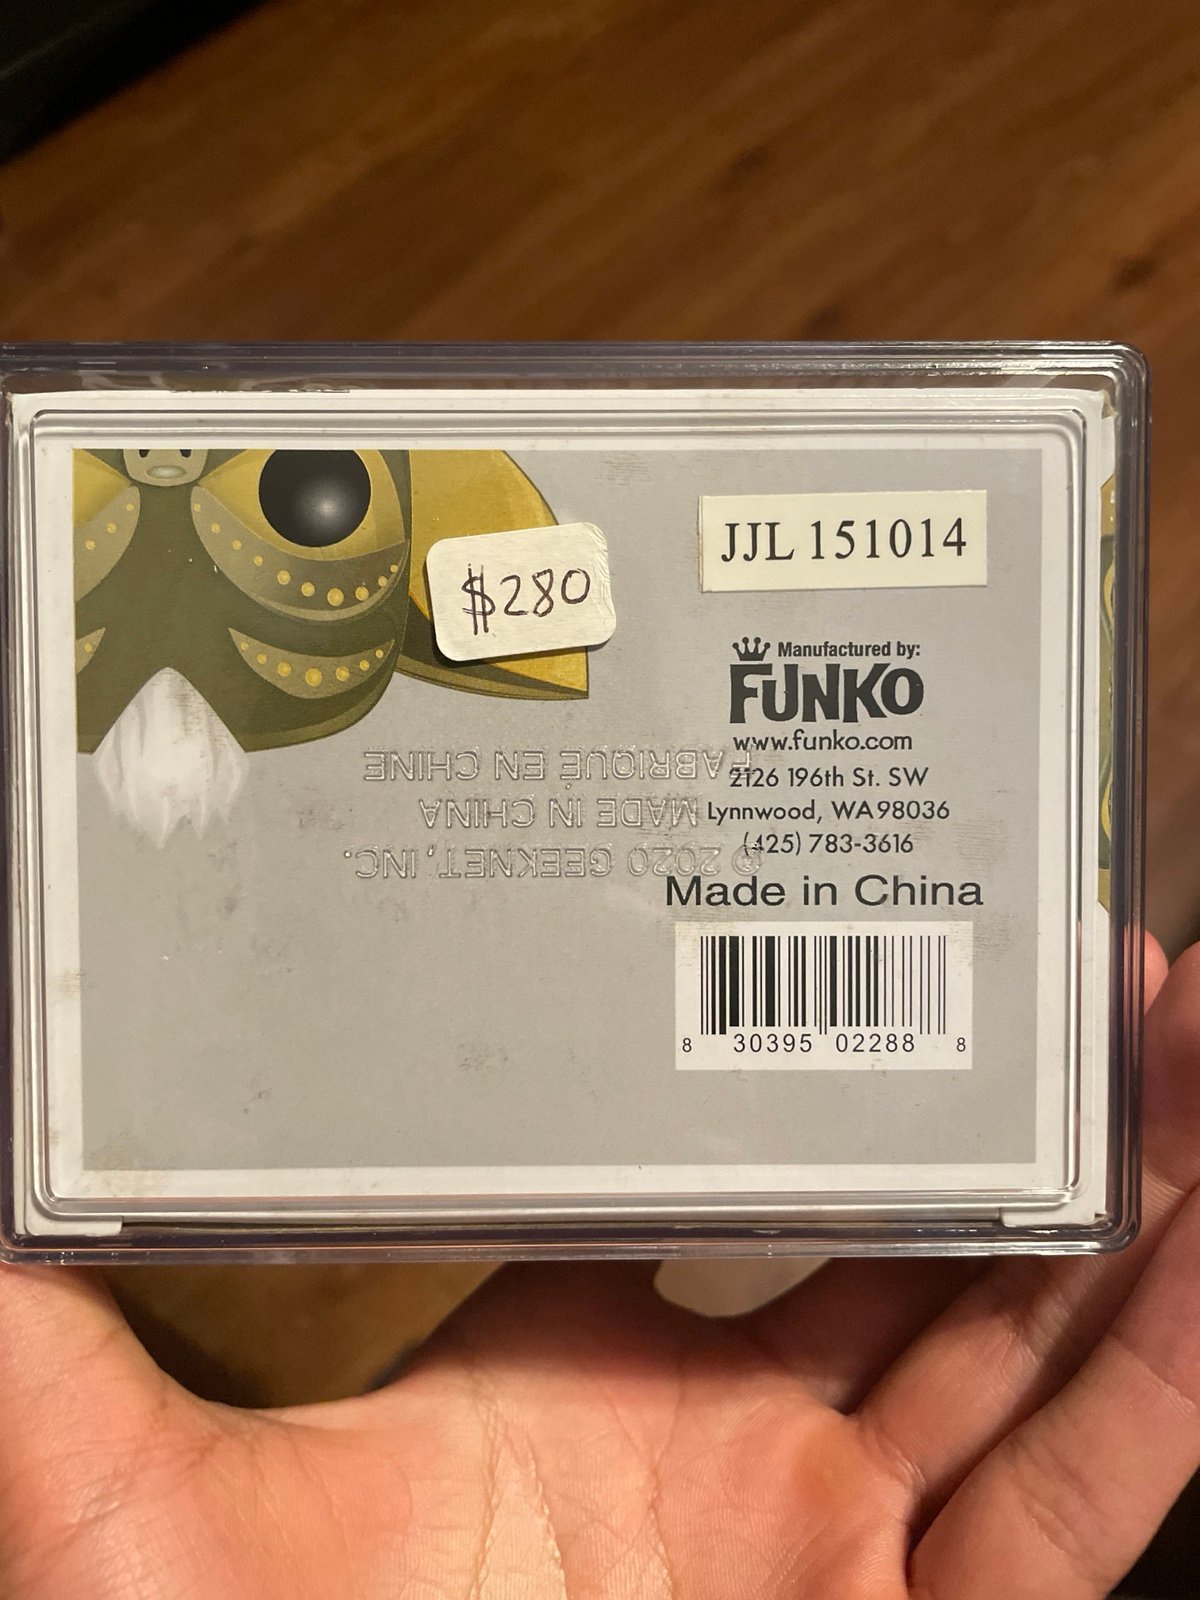 $280
JJL 151014
Manufactured by:
FUNKO
www.funko.com
2126 196th St. SW
Lynnwood, WA 98036
(425) 783-3616
Made in China
8 30395 02288 8
© 2020 GEEKNET, INC.
MADE IN CHINA
FABRIQUÉ EN CHINE